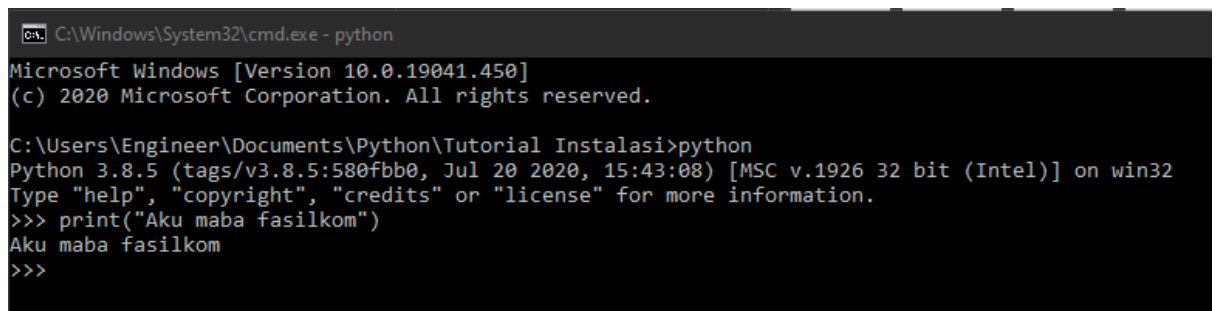 C:\Windows\System32\cmd.exe - python
Microsoft Windows [Version 10.0.19041.450]
(c) 2020 Microsoft Corporation. All rights reserved.
C:\Users\Engineer\Documents\Python\Tutorial Instalasi>python
Python 3.8.5 (tags/v3.8.5:580fbb0, Jul 20 2020, 15:43:08) [MSC v.1926 32 bit (Intel)] on win32
Type "help", "copyright", "credits" or "license" for more information.
>>> print("Aku maba fasilkom")
Aku maba fasilkom
>>>